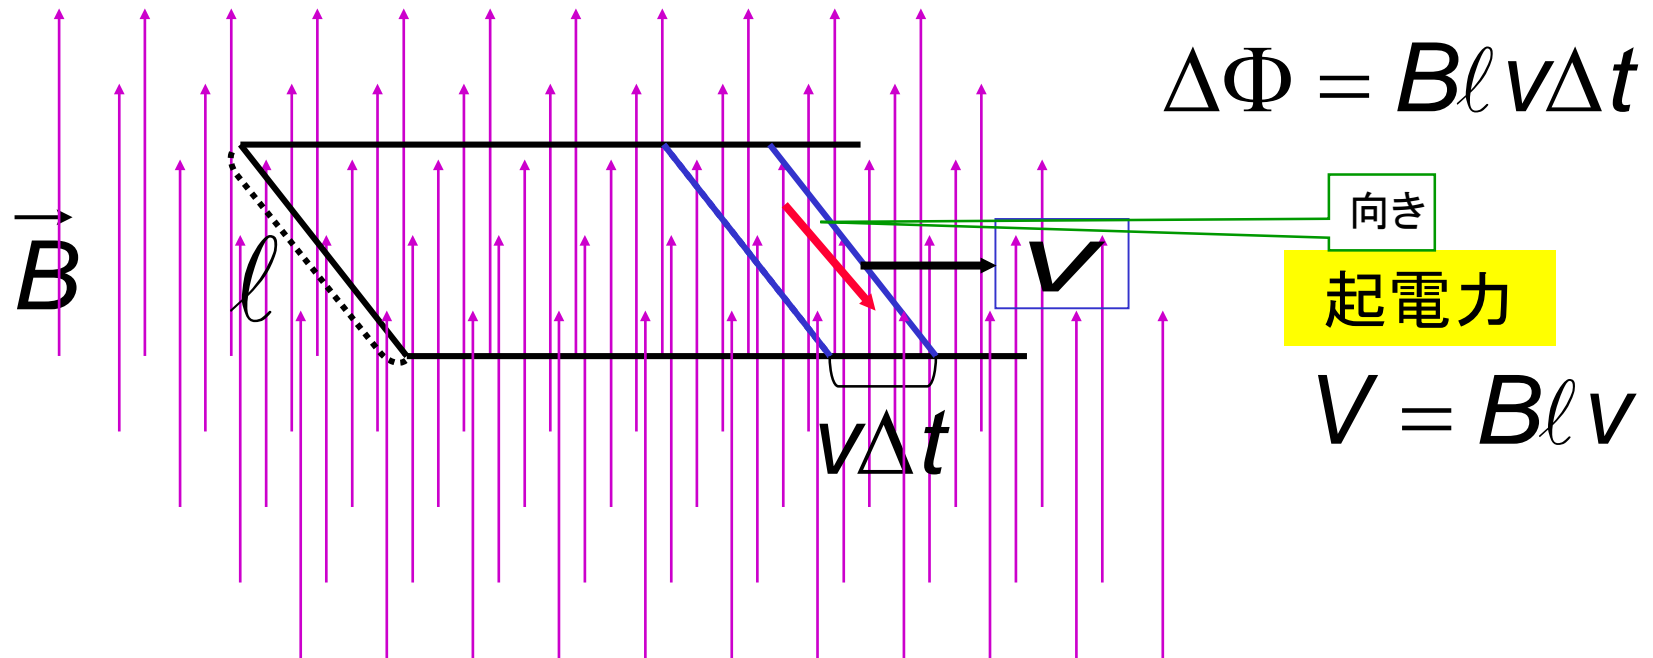 ΔΦ = BℓvΔt
向き
B
ℓ
v
起電力
V = Bℓv
vΔt